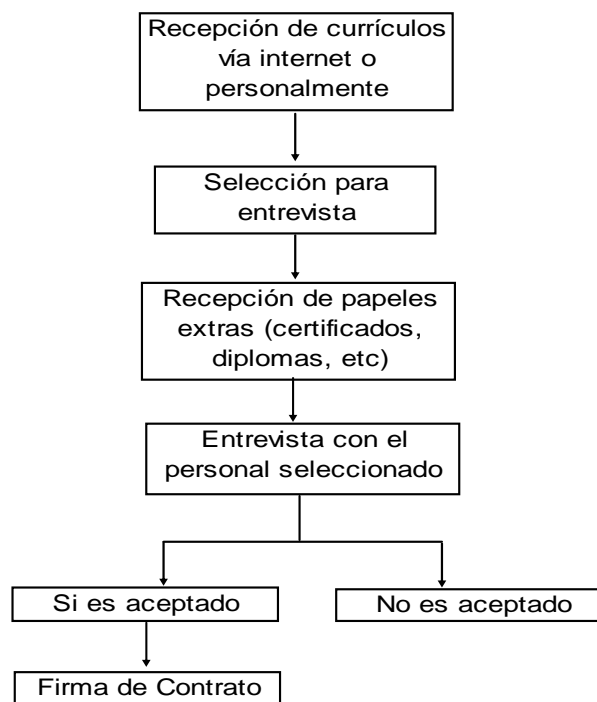 Recepción de currículos
vía internet o
personalmente
Selección para
entrevista
Recepción de papeles
extras (certificados,
diplomas, etc)
Entrevista con el
personal seleccionado
Si es aceptado
No es aceptado
Firma de Contrato